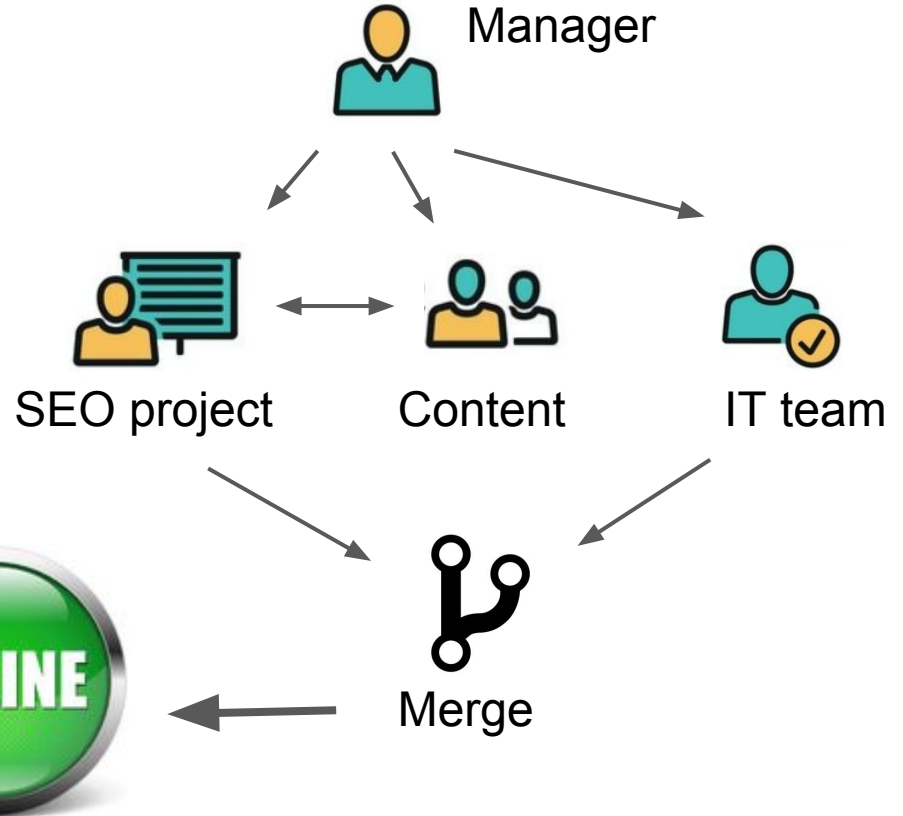 Manager
SEO project
Content
IT team
INE
Merge